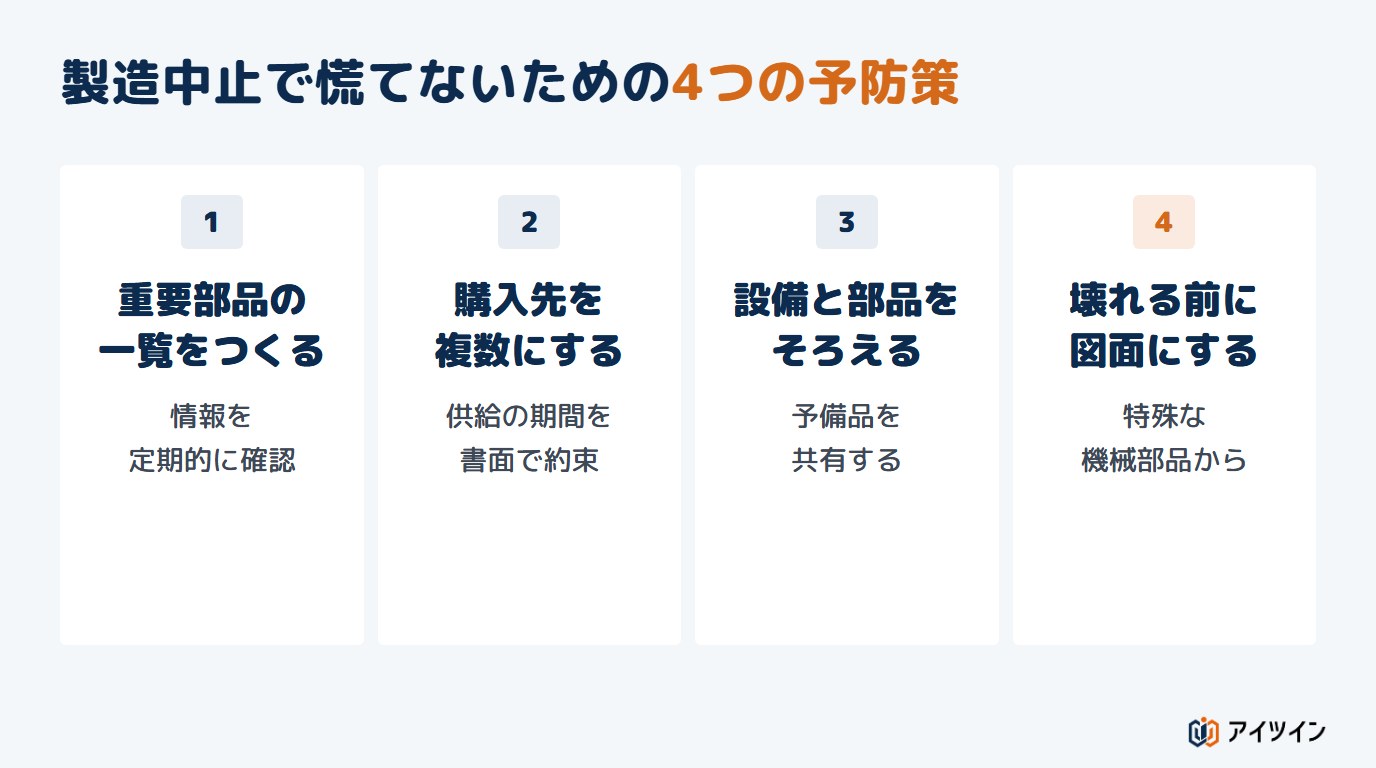 製造中止で慌てないための4つの予防策
1
重要部品の
一覧をつくる
情報を
定期的に確認
2
購入先を
複数にする
供給の期間を
書面で約束
3
設備と部品を
そろえる
予備品を
共有する
4
壊れる前に
図面にする
特殊な
機械部品から
アイツイン